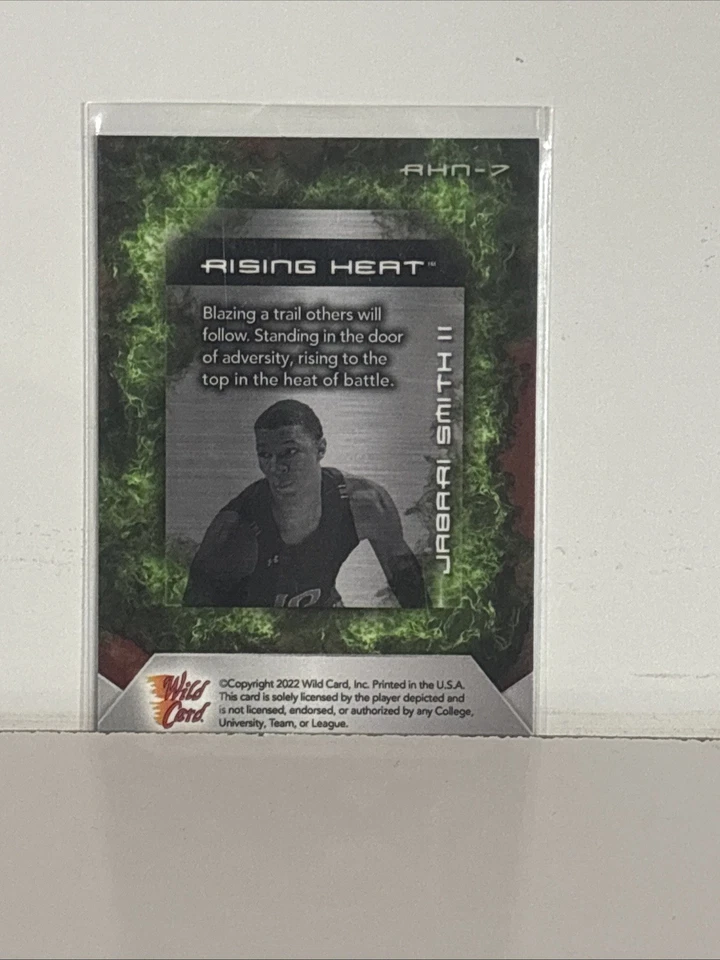 RHN-7
RISING HEAT™
Blazing a trail others will
follow. Standing in the door
of adversity, rising to the
top in the heat of battle.
JABARI SMITH II
Wild
Card
©Copyright 2022 Wild Card, Inc. Printed in the U.S.A.
This card is solely licensed by the player depicted and
is not licensed, endorsed, or authorized by any College,
University, Team, or League.